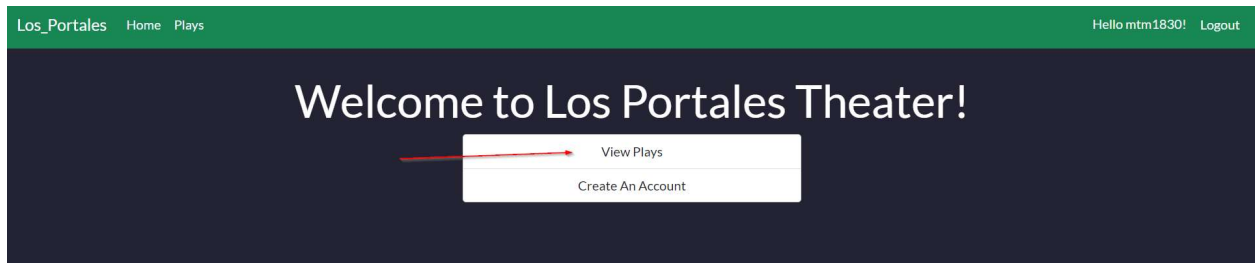 Los_Portales Home Plays Hello mtm1830! Logout
Welcome to Los Portales Theater!
View Plays
Create An Account